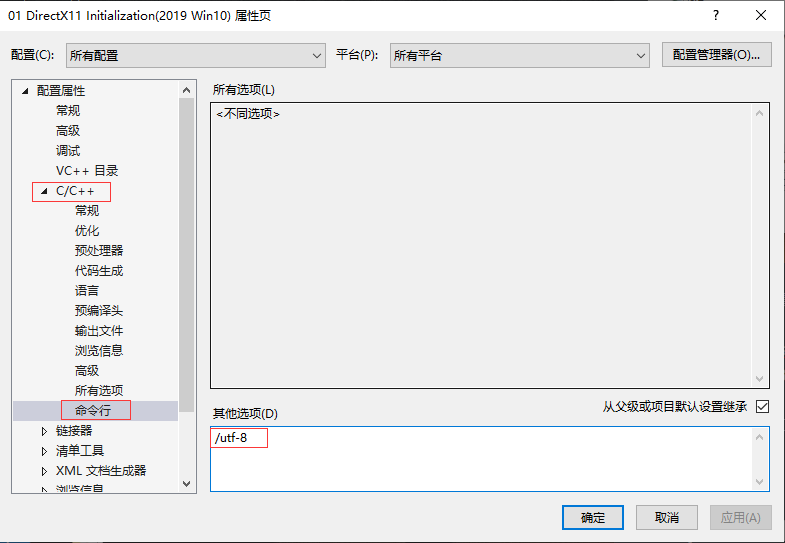 01 DirectX11 Initialization(2019 Win10) 属性页
配置(C): 所有配置 平台(P): 所有平台 配置管理器(O)...
配置属性
常规
高级
调试
VC++ 目录
C/C++
常规
优化
预处理器
代码生成
语言
预编译头
输出文件
浏览信息
高级
所有选项
命令行
链接器
清单工具
XML 文档生成器
浏览信息
所有选项(L)
<不同选项>
其他选项(D) 从父级或项目默认设置继承
/utf-8
确定 取消 应用(A)